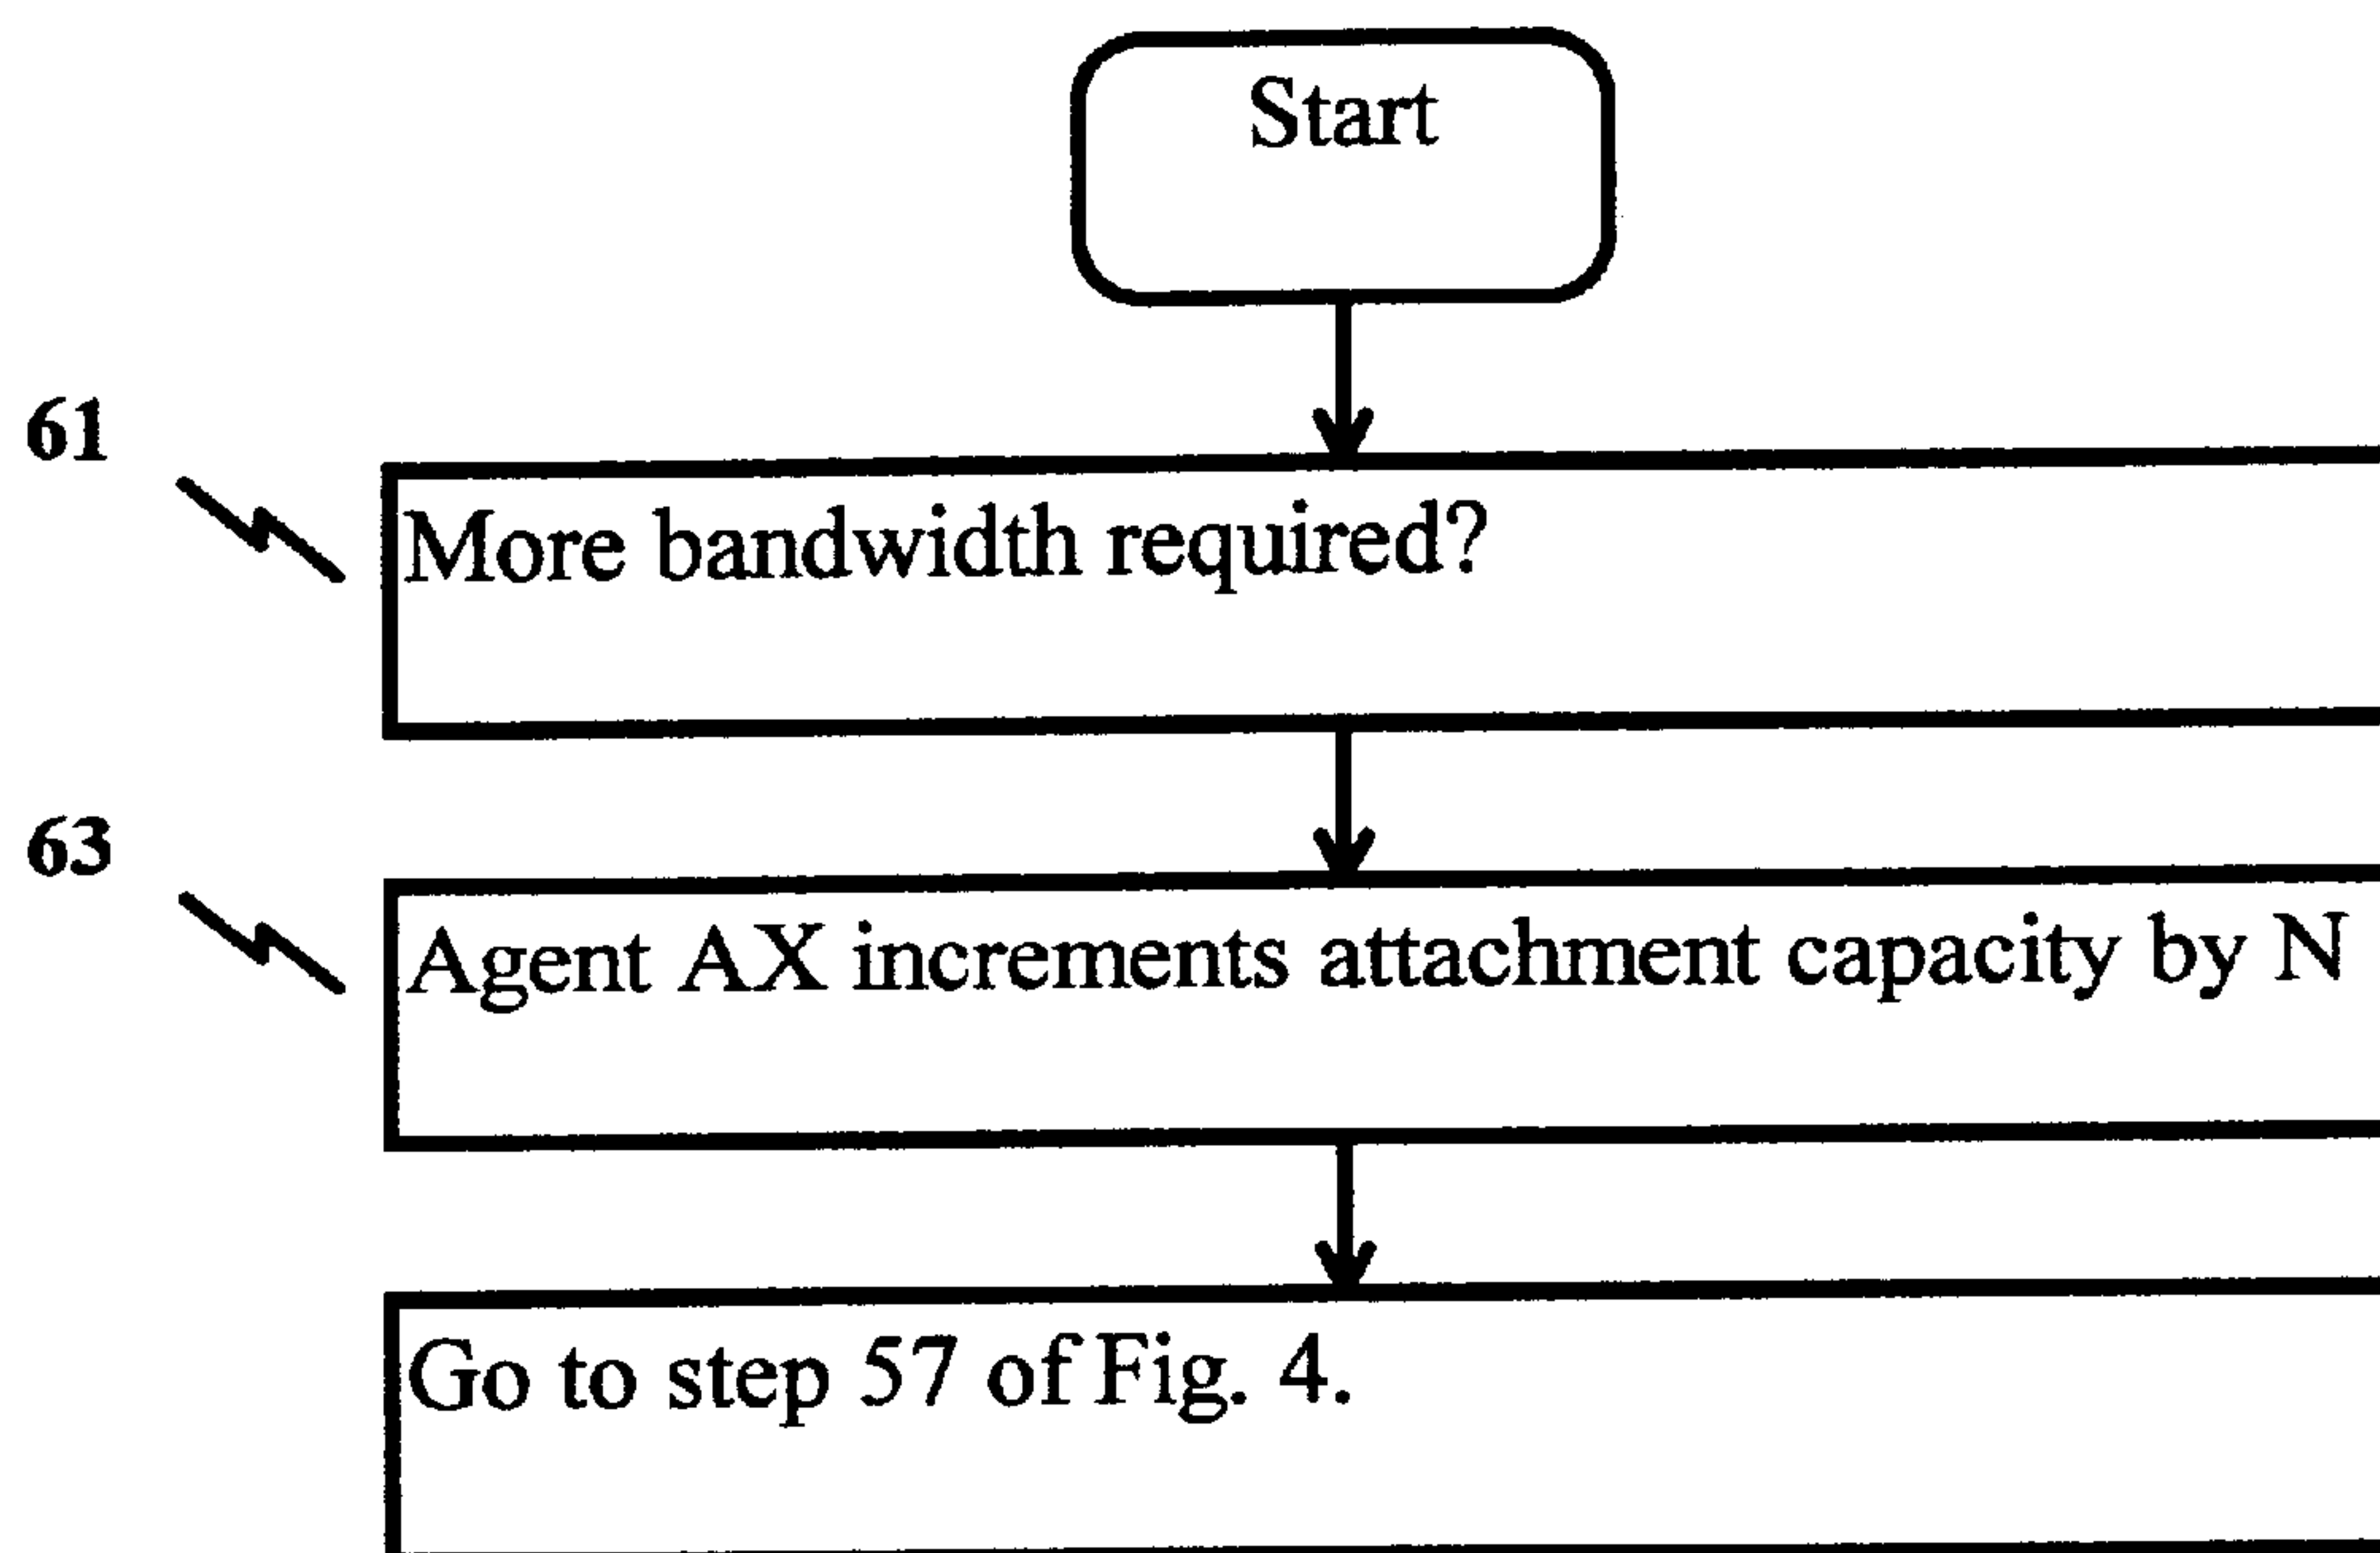 Start
61
More bandwidth required?
63
Agent AX increments attachment capacity by N
Go to step 57 of Fig. 4.